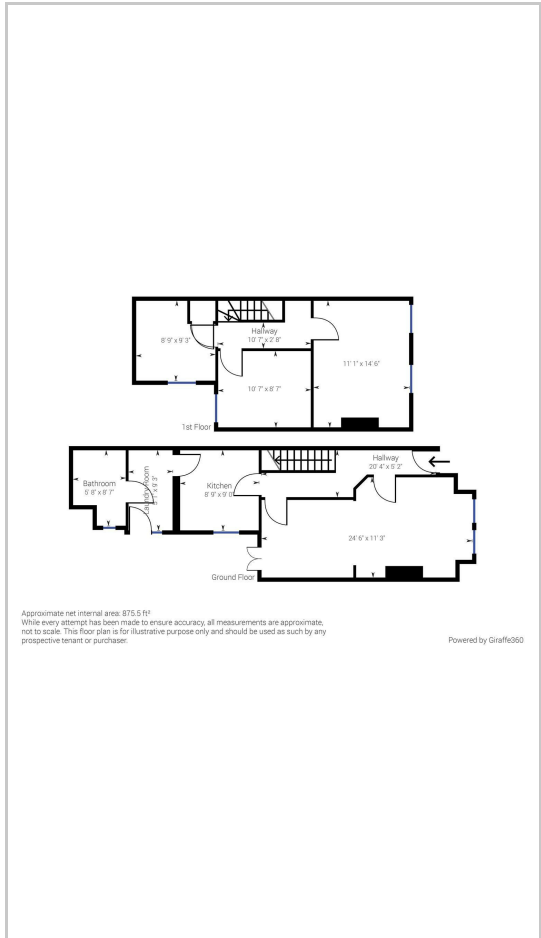 Hallway
10' 7" x 2' 8"
8' 9" x 9' 3"
11' 1" x 14' 6"
10' 7" x 8' 7"
1st Floor
Hallway
20' 4" x 5' 2"
Bathroom
5' 8" x 8' 7"
Laundry Room
x 9' 3"
Kitchen
8' 9" x 9' 0"
24' 6" x 11' 3"
Ground Floor
Approximate net internal area: 875.5 ft²
While every attempt has been made to ensure accuracy, all measurements are approximate,
not to scale. This floor plan is for illustrative purpose only and should be used as such by any
prospective tenant or purchaser.
Powered by Giraffe360